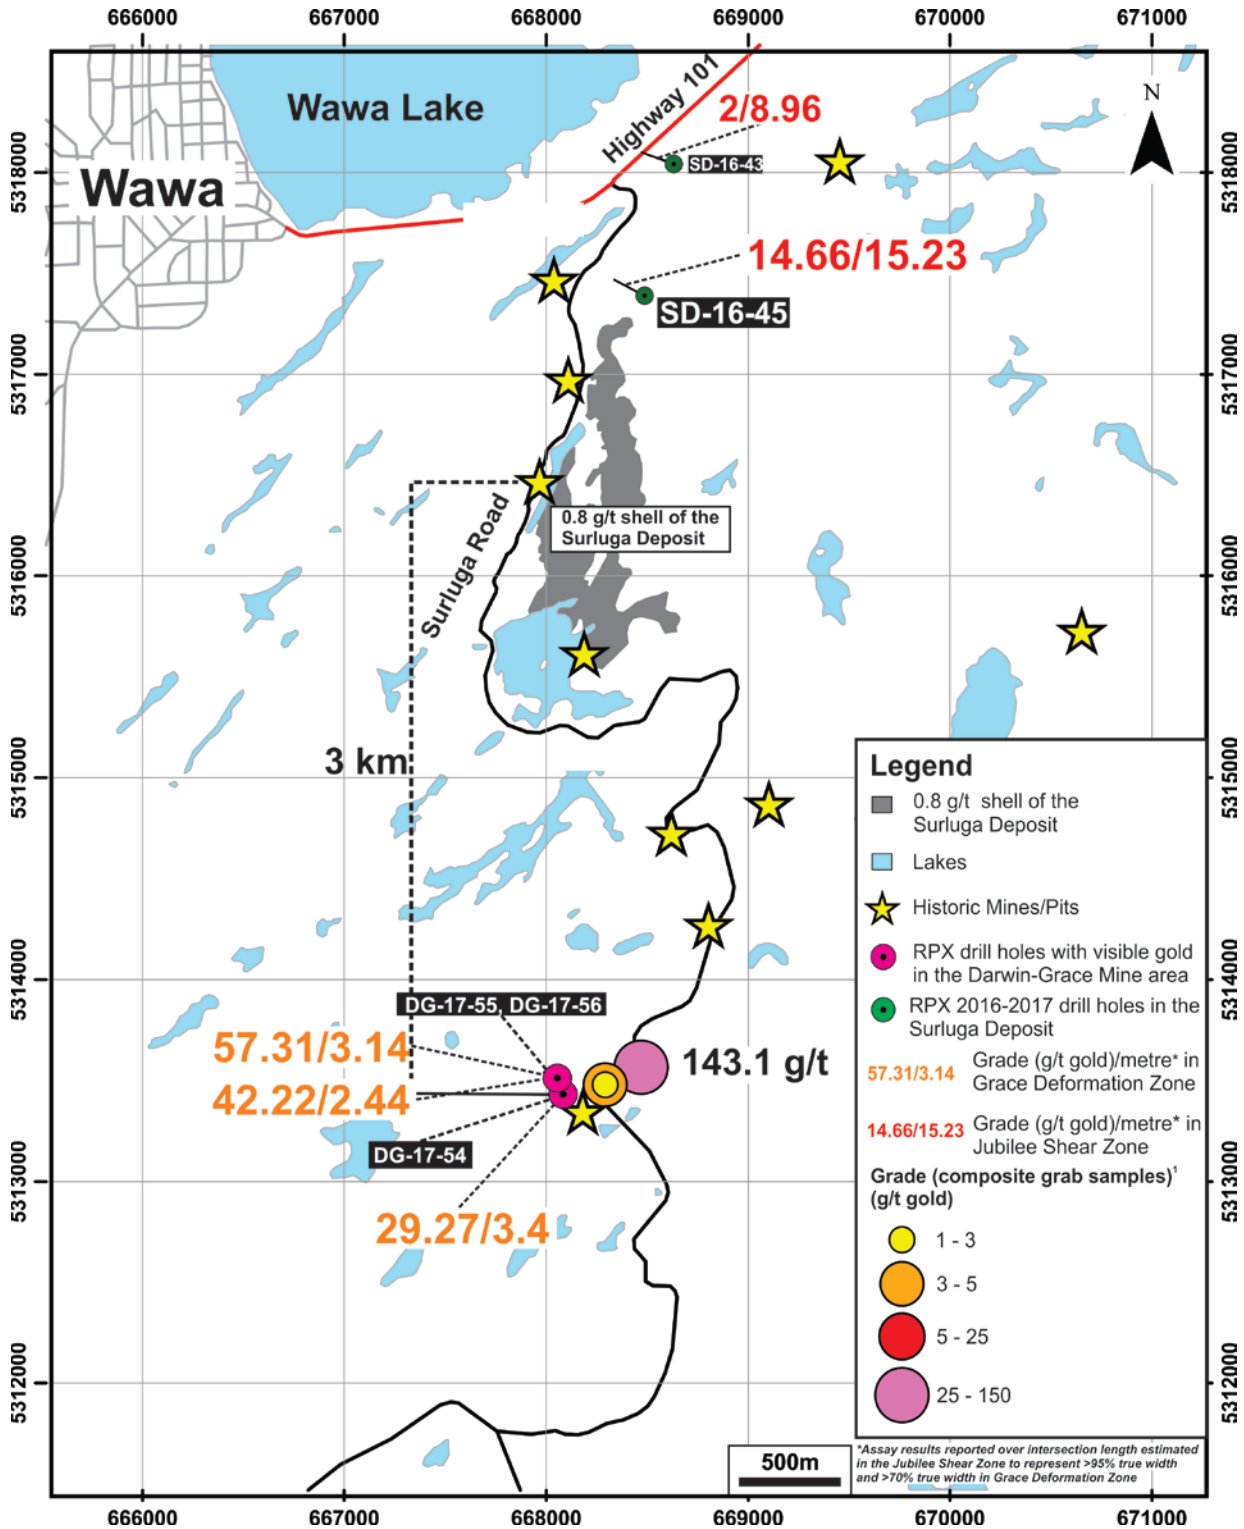 666000 667000 668000 669000 670000 671000
Wawa Lake
Highway 101
2/8.96
N
SD-16-43
5318000
5318000
Wawa
14.66/15.23
SD-16-45
5317000
5317000
Surluga Road
0.8 g/t shell of the
Surluga Deposit
5316000
5316000
3 km
5315000
5315000
Legend
0.8 g/t shell of the
Surluga Deposit
Lakes
Historic Mines/Pits
RPX drill holes with visible gold
in the Darwin-Grace Mine area
RPX 2016-2017 drill holes in the
Surluga Deposit
57.31/3.14 Grade (g/t gold)/metre* in
Grace Deformation Zone
14.66/15.23 Grade (g/t gold)/metre* in
Jubilee Shear Zone
Grade (composite grab samples)¹
(g/t gold)
1 - 3
3 - 5
5 - 25
25 - 150
5314000
5314000
DG-17-55, DG-17-56
57.31/3.14
143.1 g/t
42.22/2.44
DG-17-54
5313000
5313000
29.27/3.4
5312000
5312000
500m
*Assay results reported over intersection length estimated
in the Jubilee Shear Zone to represent >95% true width
and >70% true width in Grace Deformation Zone
666000 667000 668000 669000 670000 671000